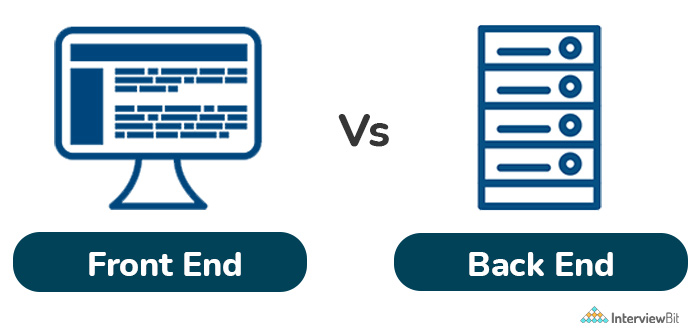 Vs
Front End
Back End
InterviewBit